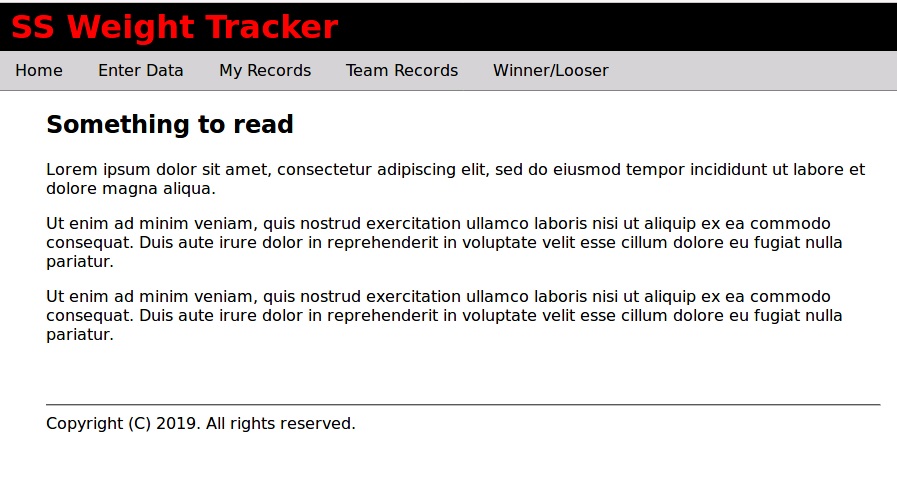 SS Weight Tracker
Home Enter Data My Records Team Records Winner/Looser
Something to read
Lorem ipsum dolor sit amet, consectetur adipiscing elit, sed do eiusmod tempor incididunt ut labore et
dolore magna aliqua.
Ut enim ad minim veniam, quis nostrud exercitation ullamco laboris nisi ut aliquip ex ea commodo
consequat. Duis aute irure dolor in reprehenderit in voluptate velit esse cillum dolore eu fugiat nulla
pariatur.
Ut enim ad minim veniam, quis nostrud exercitation ullamco laboris nisi ut aliquip ex ea commodo
consequat. Duis aute irure dolor in reprehenderit in voluptate velit esse cillum dolore eu fugiat nulla
pariatur.
Copyright (C) 2019. All rights reserved.